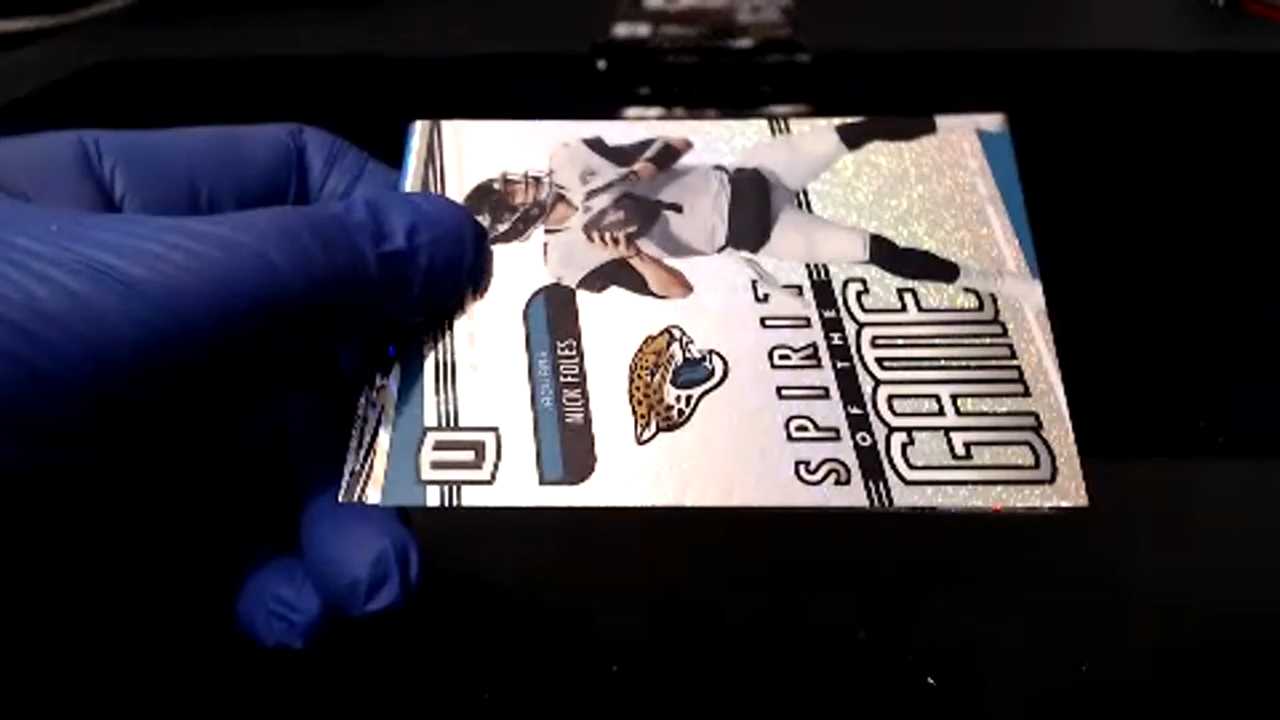 U
NICK FOLES
SPIRIT
OF THE
GAME